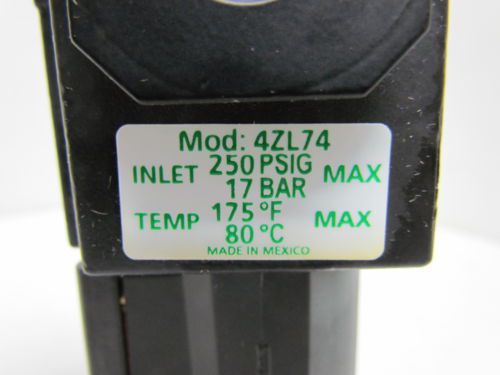 Mod: 4ZL74
INLET 250 PSIG MAX
17 BAR
TEMP 175 °F MAX
80 °C
MADE IN MEXICO